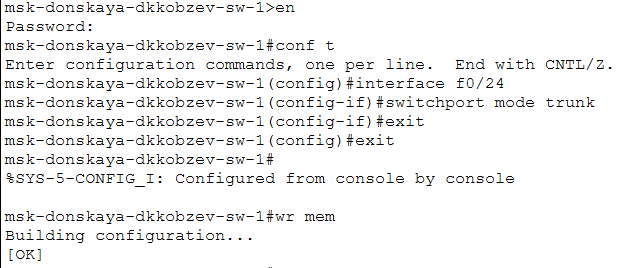 msk-donskaya-dkkobzev-sw-1>en
Password:
msk-donskaya-dkkobzev-sw-1#conf t
Enter configuration commands, one per line.  End with CNTL/Z.
msk-donskaya-dkkobzev-sw-1(config)#interface f0/24
msk-donskaya-dkkobzev-sw-1(config-if)#switchport mode trunk
msk-donskaya-dkkobzev-sw-1(config-if)#exit
msk-donskaya-dkkobzev-sw-1(config)#exit
msk-donskaya-dkkobzev-sw-1#
%SYS-5-CONFIG_I: Configured from console by console

msk-donskaya-dkkobzev-sw-1#wr mem
Building configuration...
[OK]